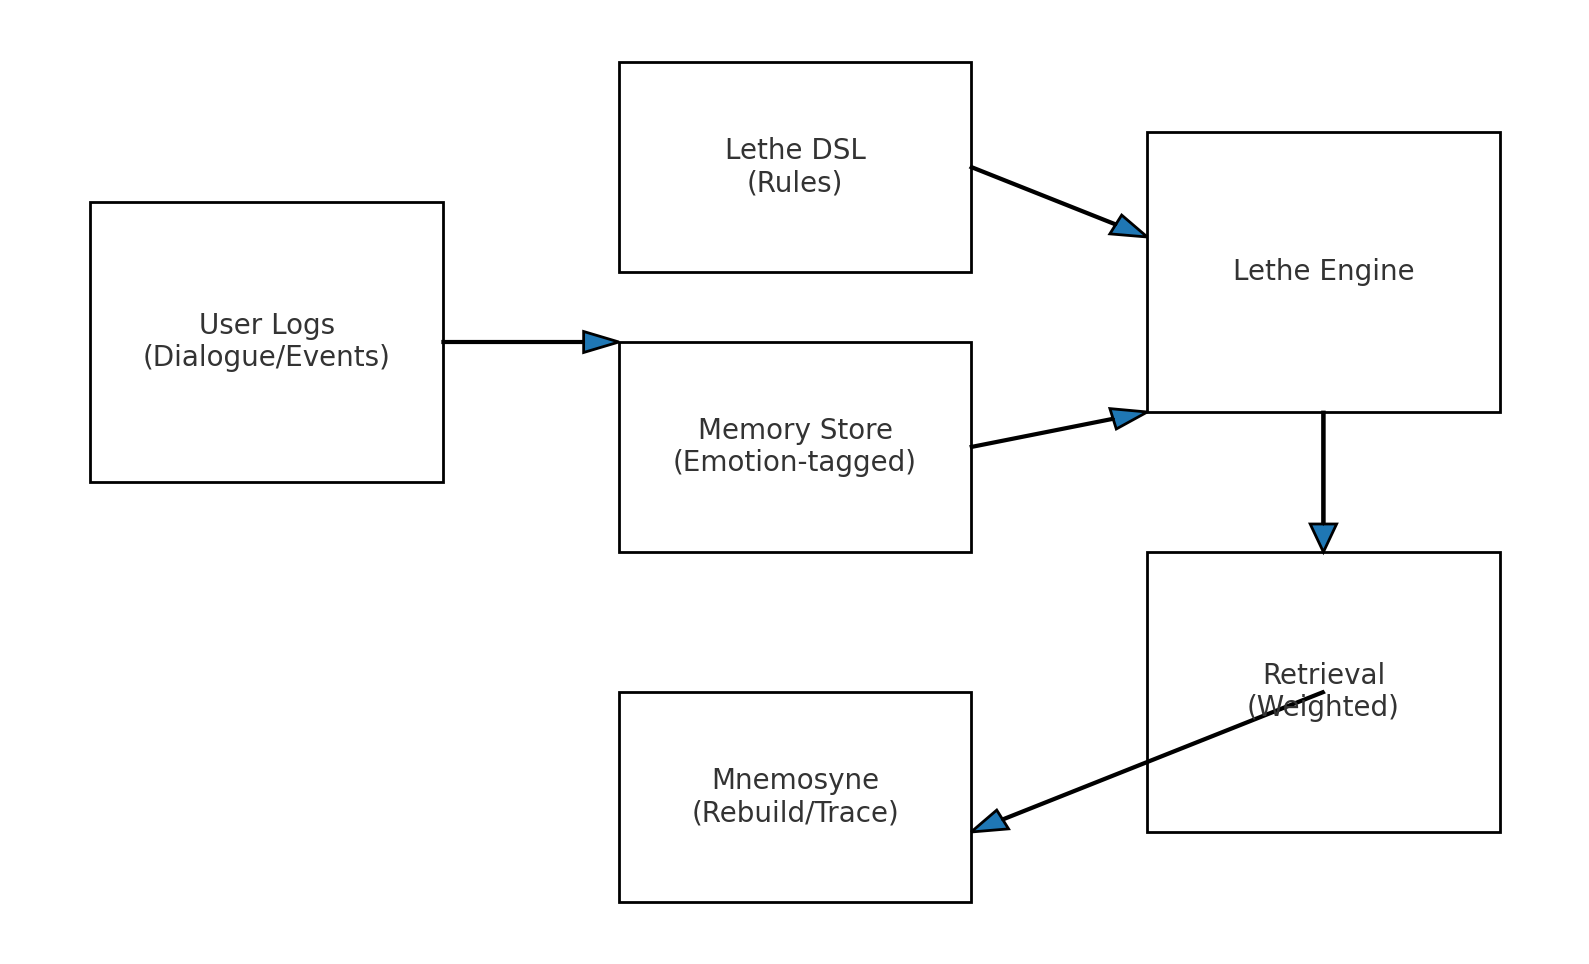 Lethe DSL
(Rules)
Lethe Engine
User Logs
(Dialogue/Events)
Memory Store
(Emotion-tagged)
Retrieval
(Weighted)
Mnemosyne
(Rebuild/Trace)